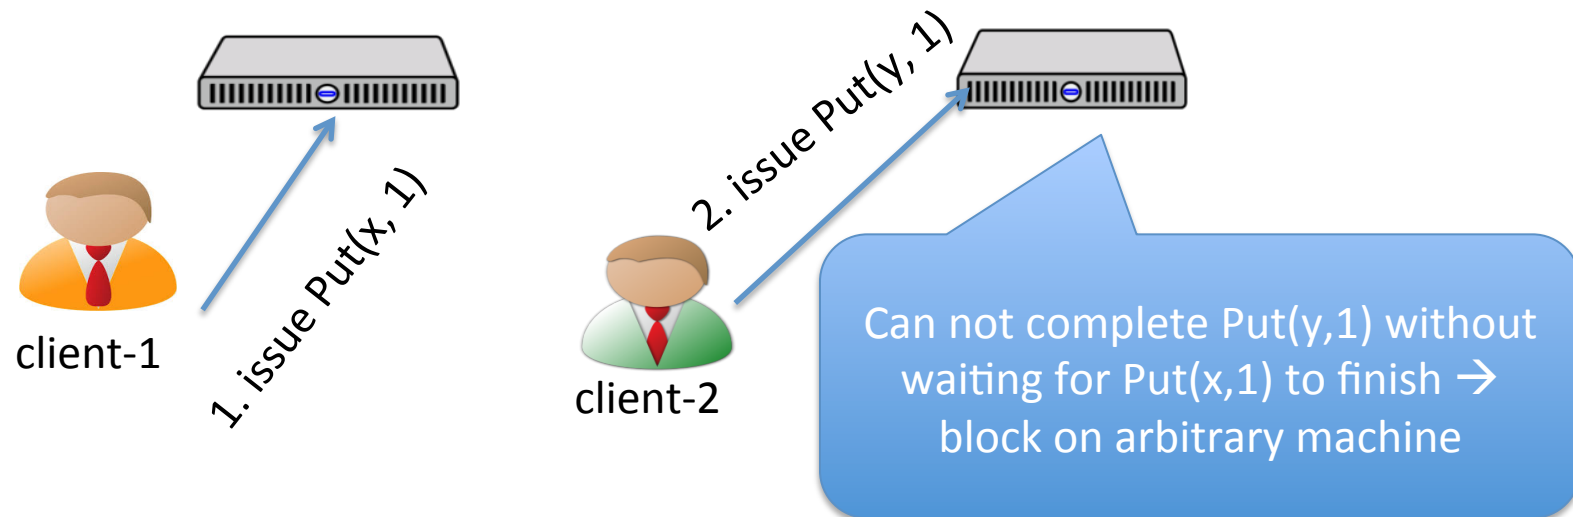 1. issue Put(x, 1)
client-1
2. issue Put(y, 1)
client-2
Can not complete Put(y,1) without
waiting for Put(x,1) to finish →
block on arbitrary machine